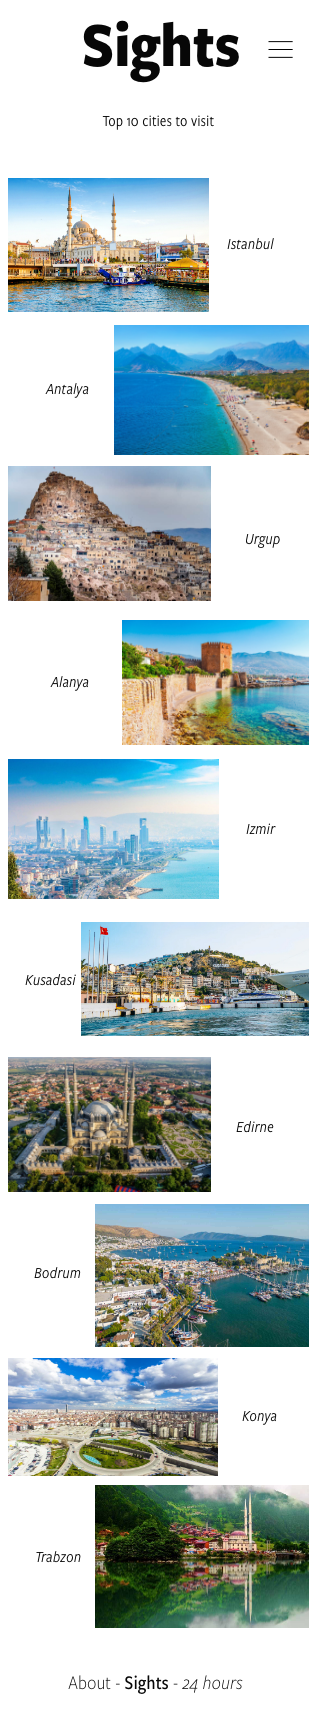 Sights
Top 10 cities to visit
Istanbul
Antalya
Urgup
Alanya
Izmir
Kusadasi
Edirne
Bodrum
Konya
Trabzon
About - Sights - 24 hours